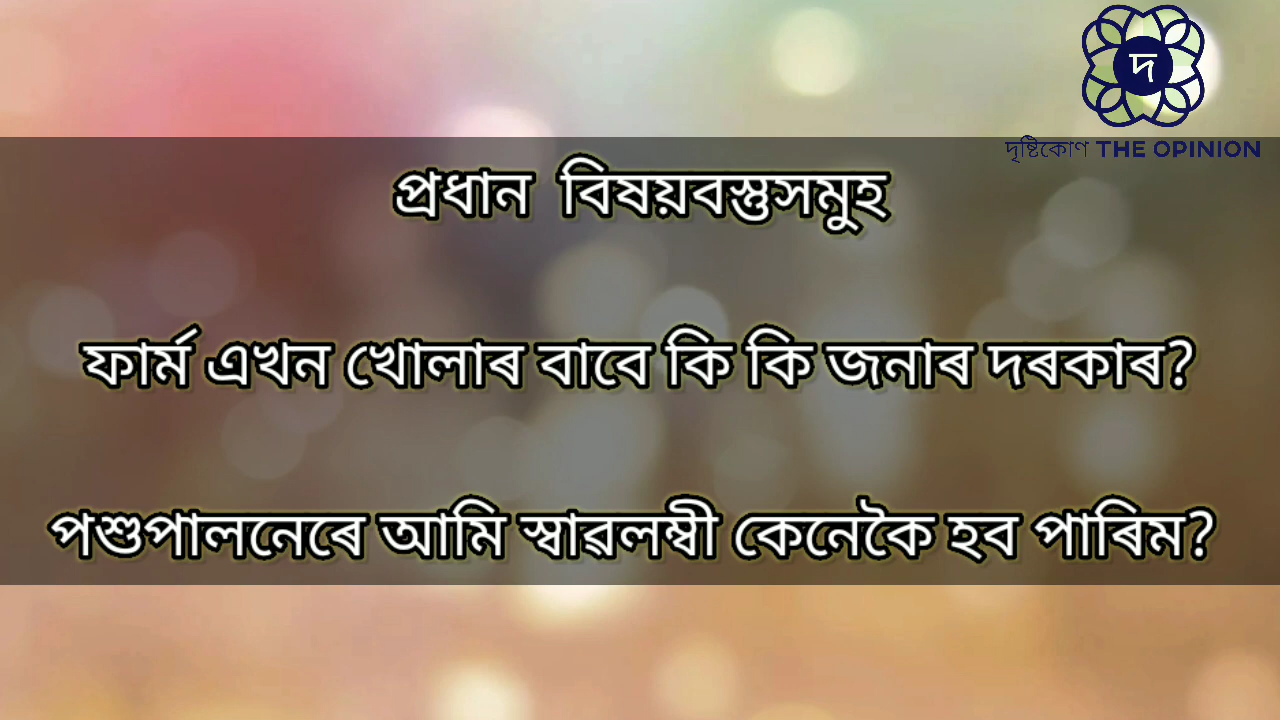 দ
দৃষ্টিকোণ THE OPINION
প্ৰধান বিষয়বস্তুসমুহ
ফাৰ্ম এখন খোলাৰ বাবে কি কি জনাৰ দৰকাৰ?
পশুপালনেৰে আমি স্বাৱলম্বী কেনেকৈ হব পাৰিম?